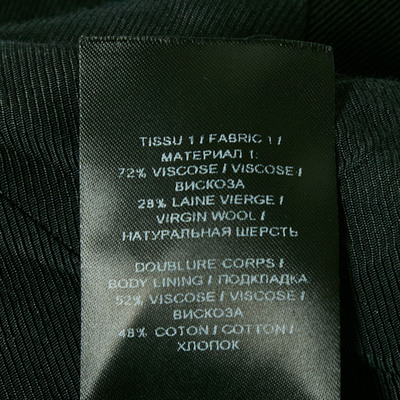 TISSU 1 / FABRIC 1 /
МАТЕРИАЛ 1:
72% VISCOSE / VISCOSE /
ВИСКОЗА
28% LAINE VIERGE /
VIRGIN WOOL /
НАТУРАЛЬНАЯ ШЕРСТЬ
DOUBLURE CORPS /
BODY LINING / ПОДКЛАДКА
52% VISCOSE / VISCOSE /
ВИСКОЗА
48% COTON / COTTON /
ХЛОПОК